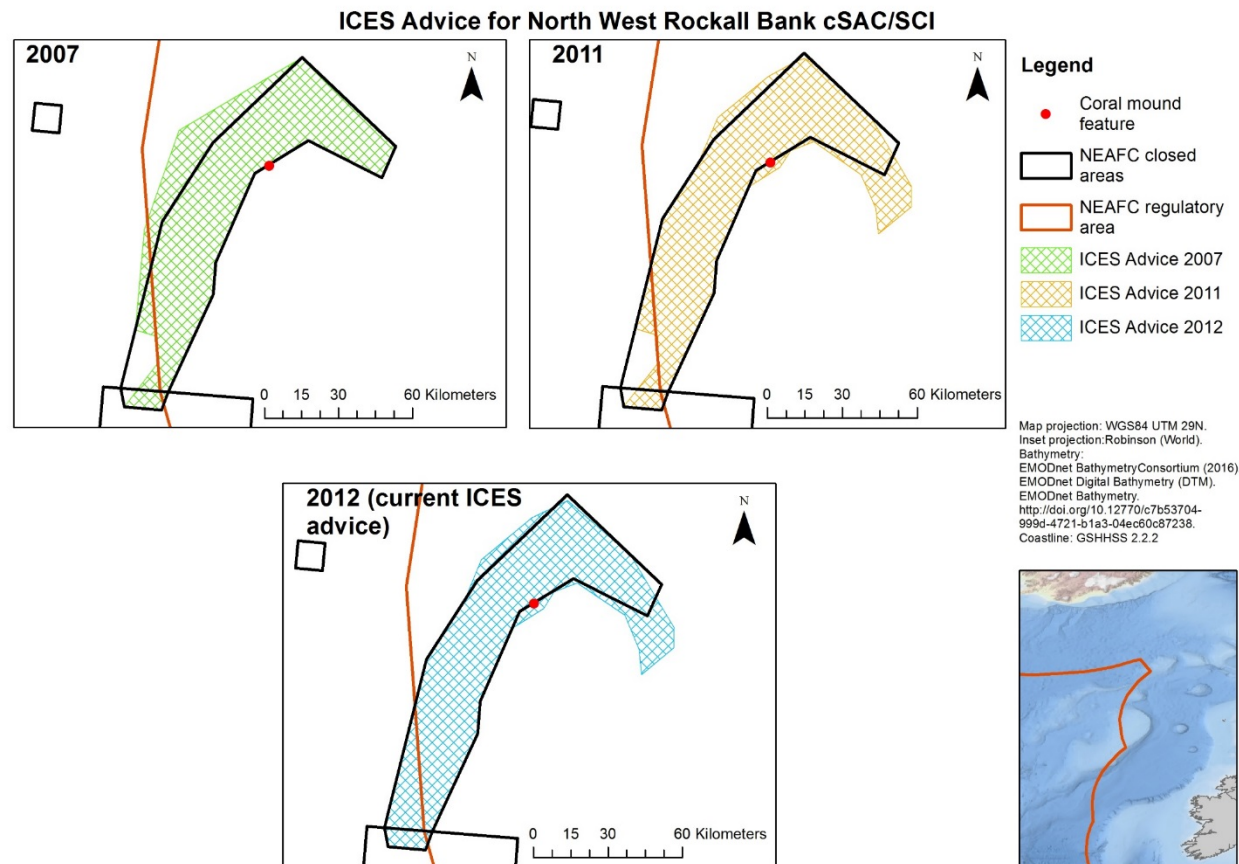 ICES Advice for North West Rockall Bank cSAC/SCI
2007
N
0 15 30 60 Kilometers
2011
N
0 15 30 60 Kilometers
2012 (current ICES
advice)
N
0 15 30 60 Kilometers
Legend
Coral mound
feature
NEAFC closed
areas
NEAFC regulatory
area
ICES Advice 2007
ICES Advice 2011
ICES Advice 2012
Map projection: WGS84 UTM 29N.
Inset projection:Robinson (World).
Bathymetry:
EMODnet BathymetryConsortium (2016)
EMODnet Digital Bathymetry (DTM).
EMODnet Bathymetry.
http://doi.org/10.12770/c7b53704-
999d-4721-b1a3-04ec60c87238.
Coastline: GSHHSS 2.2.2